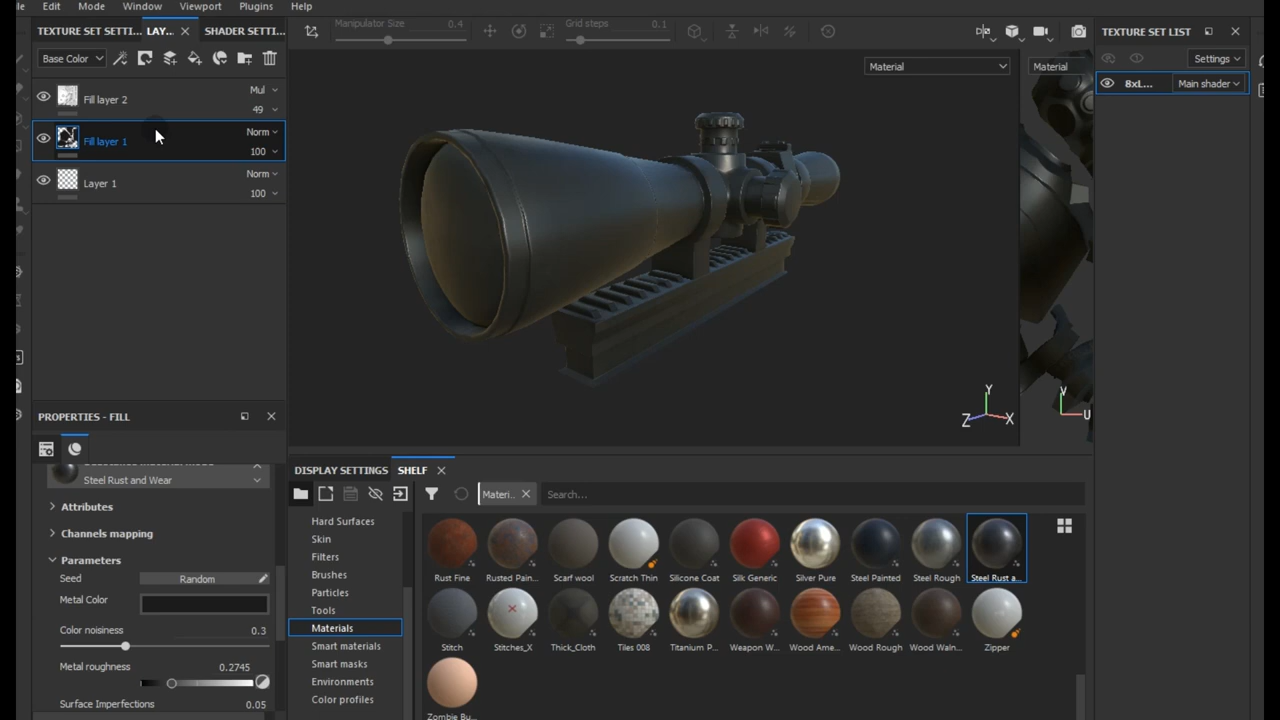 ile Edit Mode Window Viewport Plugins Help
TEXTURE SET SETTI... LAY... SHADER SETTI...
Manipulator Size 0.4 Grid steps 0.1
TEXTURE SET LIST
Base Color
Material
Material
Settings
Fill layer 2 Mul 49
8xL... Main shader
Fill layer 1 Norm 100
Layer 1 Norm 100
Y
Z X
V
U
PROPERTIES - FILL
Steel Rust and Wear
Attributes
Channels mapping
Parameters
Seed Random
Metal Color
Color noisiness 0.3
Metal roughness 0.2745
Surface Imperfections 0.05
DISPLAY SETTINGS SHELF
Materi... Search...
Hard Surfaces
Skin
Filters
Brushes
Particles
Tools
Materials
Smart materials
Smart masks
Environments
Color profiles
Rust Fine Rusted Pain... Scarf wool Scratch Thin Silicone Coat Silk Generic Silver Pure Steel Painted Steel Rough Steel Rust a...
Stitch Stitches_X Thick_Cloth Tiles 008 Titanium P... Weapon W... Wood Ame... Wood Rough Wood Waln... Zipper
Zombie Bu...